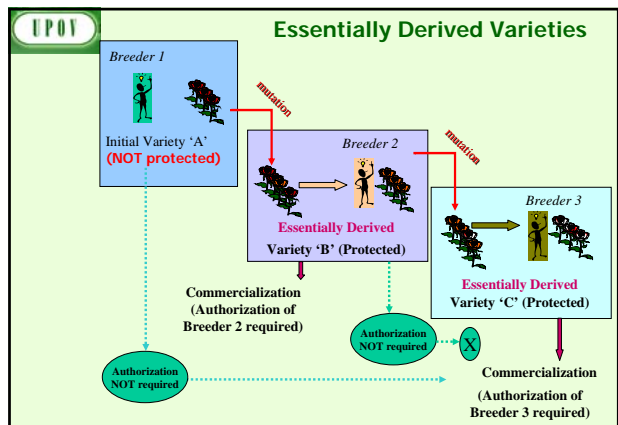 UPOV
Essentially Derived Varieties
Breeder 1
mutation
Initial Variety ‘A’
(NOT protected)
Breeder 2
mutation
Essentially Derived
Variety ‘B’ (Protected)
Breeder 3
Essentially Derived
Variety ‘C’ (Protected)
Commercialization
(Authorization of
Breeder 2 required)
Authorization
NOT required
X
Authorization
NOT required
Commercialization
(Authorization of
Breeder 3 required)